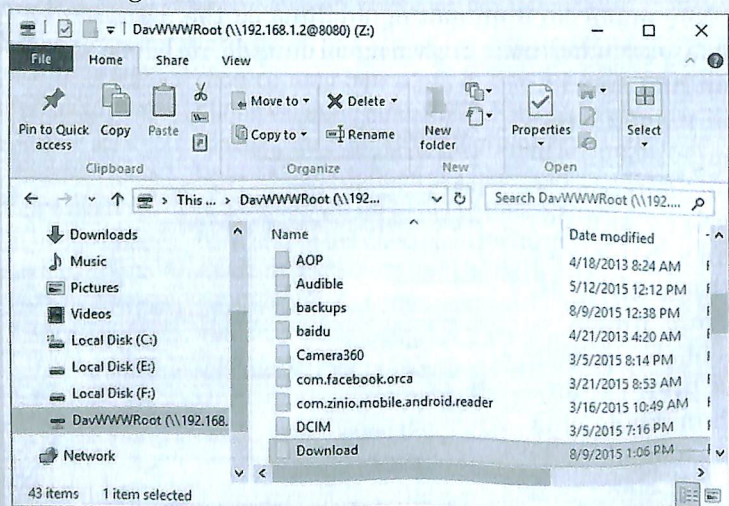 DavWWWRoot (\\192.168.1.2@8080) (Z:)
File Home Share View
Pin to Quick access
Copy
Paste
Move to
Copy to
Delete
Rename
New folder
Properties
Select
Clipboard Organize New Open
This ... > DavWWWRoot (\\192...
Search DavWWWRoot (\\192....
Downloads
Music
Pictures
Videos
Local Disk (C:)
Local Disk (E:)
Local Disk (F:)
DavWWWRoot (\\192.168.
Network
Name Date modified
AOP 4/18/2013 8:24 AM
Audible 5/12/2015 12:12 PM
backups 8/9/2015 12:38 PM
baidu 4/21/2013 4:20 AM
Camera360 3/5/2015 8:14 PM
com.facebook.orca 3/21/2015 8:53 AM
com.zinio.mobile.android.reader 3/16/2015 10:49 AM
DCIM 3/5/2015 7:16 PM
Download 8/9/2015 1:06 PM
43 items 1 item selected